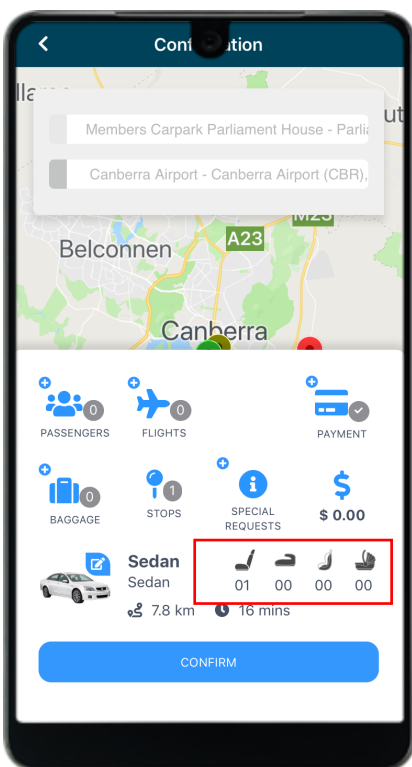 Confi ation
Members Carpark Parliament House - Parlia
Canberra Airport - Canberra Airport (CBR),
M23
A23
Belconnen
Canberra
0
0
PASSENGERS
FLIGHTS
PAYMENT
0
1
BAGGAGE
STOPS
SPECIAL
REQUESTS
$
$ 0.00
Sedan
Sedan
01 00 00 00
7.8 km
16 mins
CONFIRM